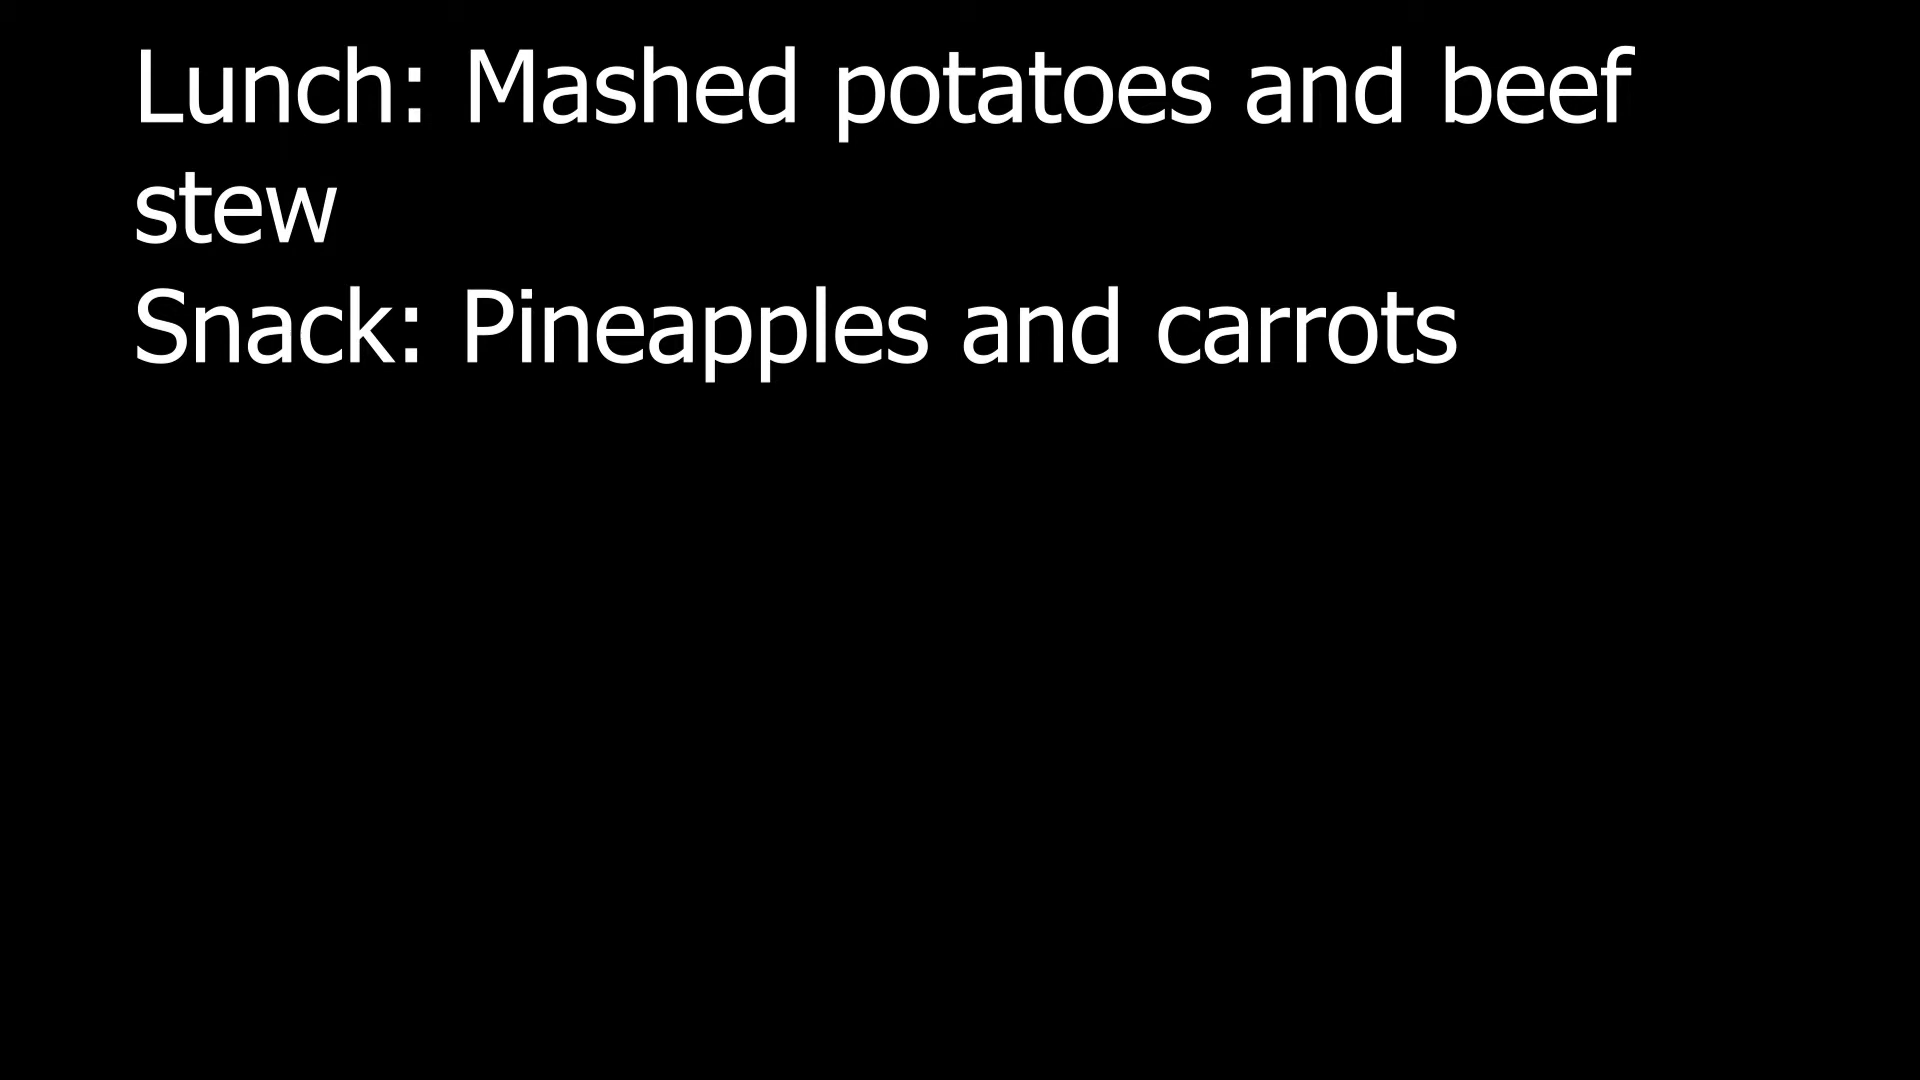 Lunch: Mashed potatoes and beef
stew
Snack: Pineapples and carrots